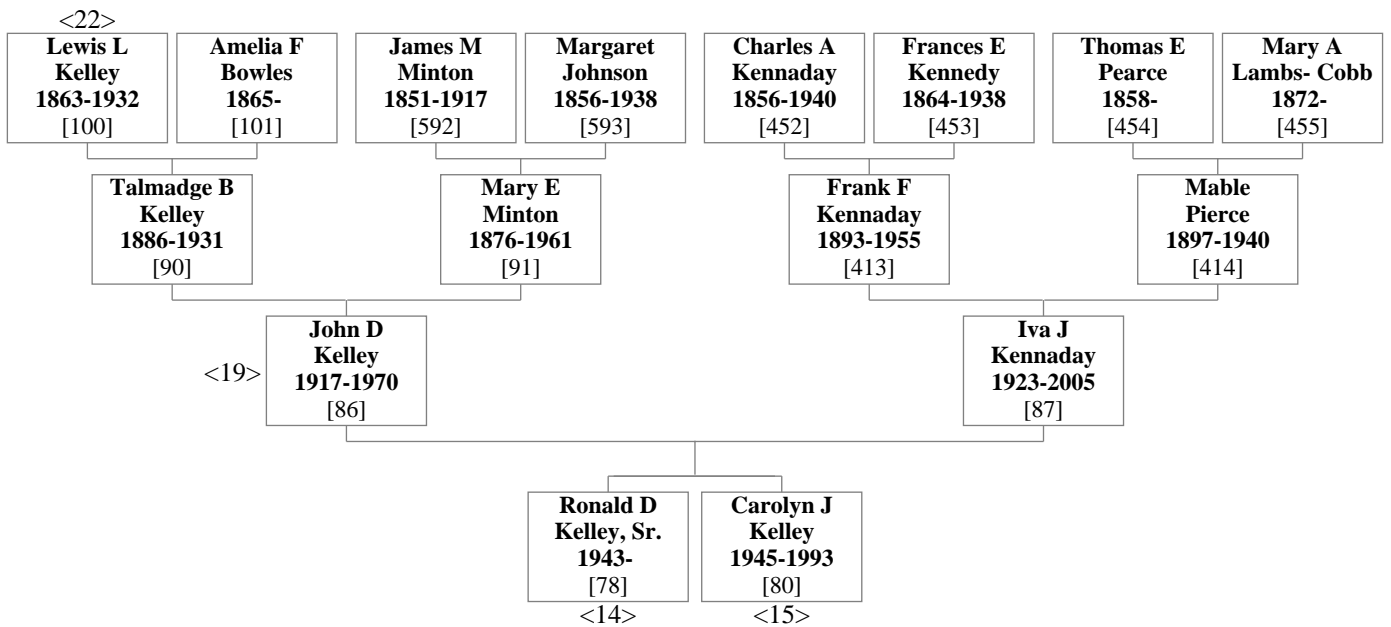 <22>
Lewis L
Kelley
1863-1932
[100]
Amelia F
Bowles
1865-
[101]
James M
Minton
1851-1917
[592]
Margaret
Johnson
1856-1938
[593]
Charles A
Kennaday
1856-1940
[452]
Frances E
Kennedy
1864-1938
[453]
Thomas E
Pearce
1858-
[454]
Mary A
Lambs- Cobb
1872-
[455]
Talmadge B
Kelley
1886-1931
[90]
Mary E
Minton
1876-1961
[91]
Frank F
Kennaday
1893-1955
[413]
Mable
Pierce
1897-1940
[414]
<19>
John D
Kelley
1917-1970
[86]
Iva J
Kennaday
1923-2005
[87]
Ronald D
Kelley, Sr.
1943-
[78]
<14>
Carolyn J
Kelley
1945-1993
[80]
<15>